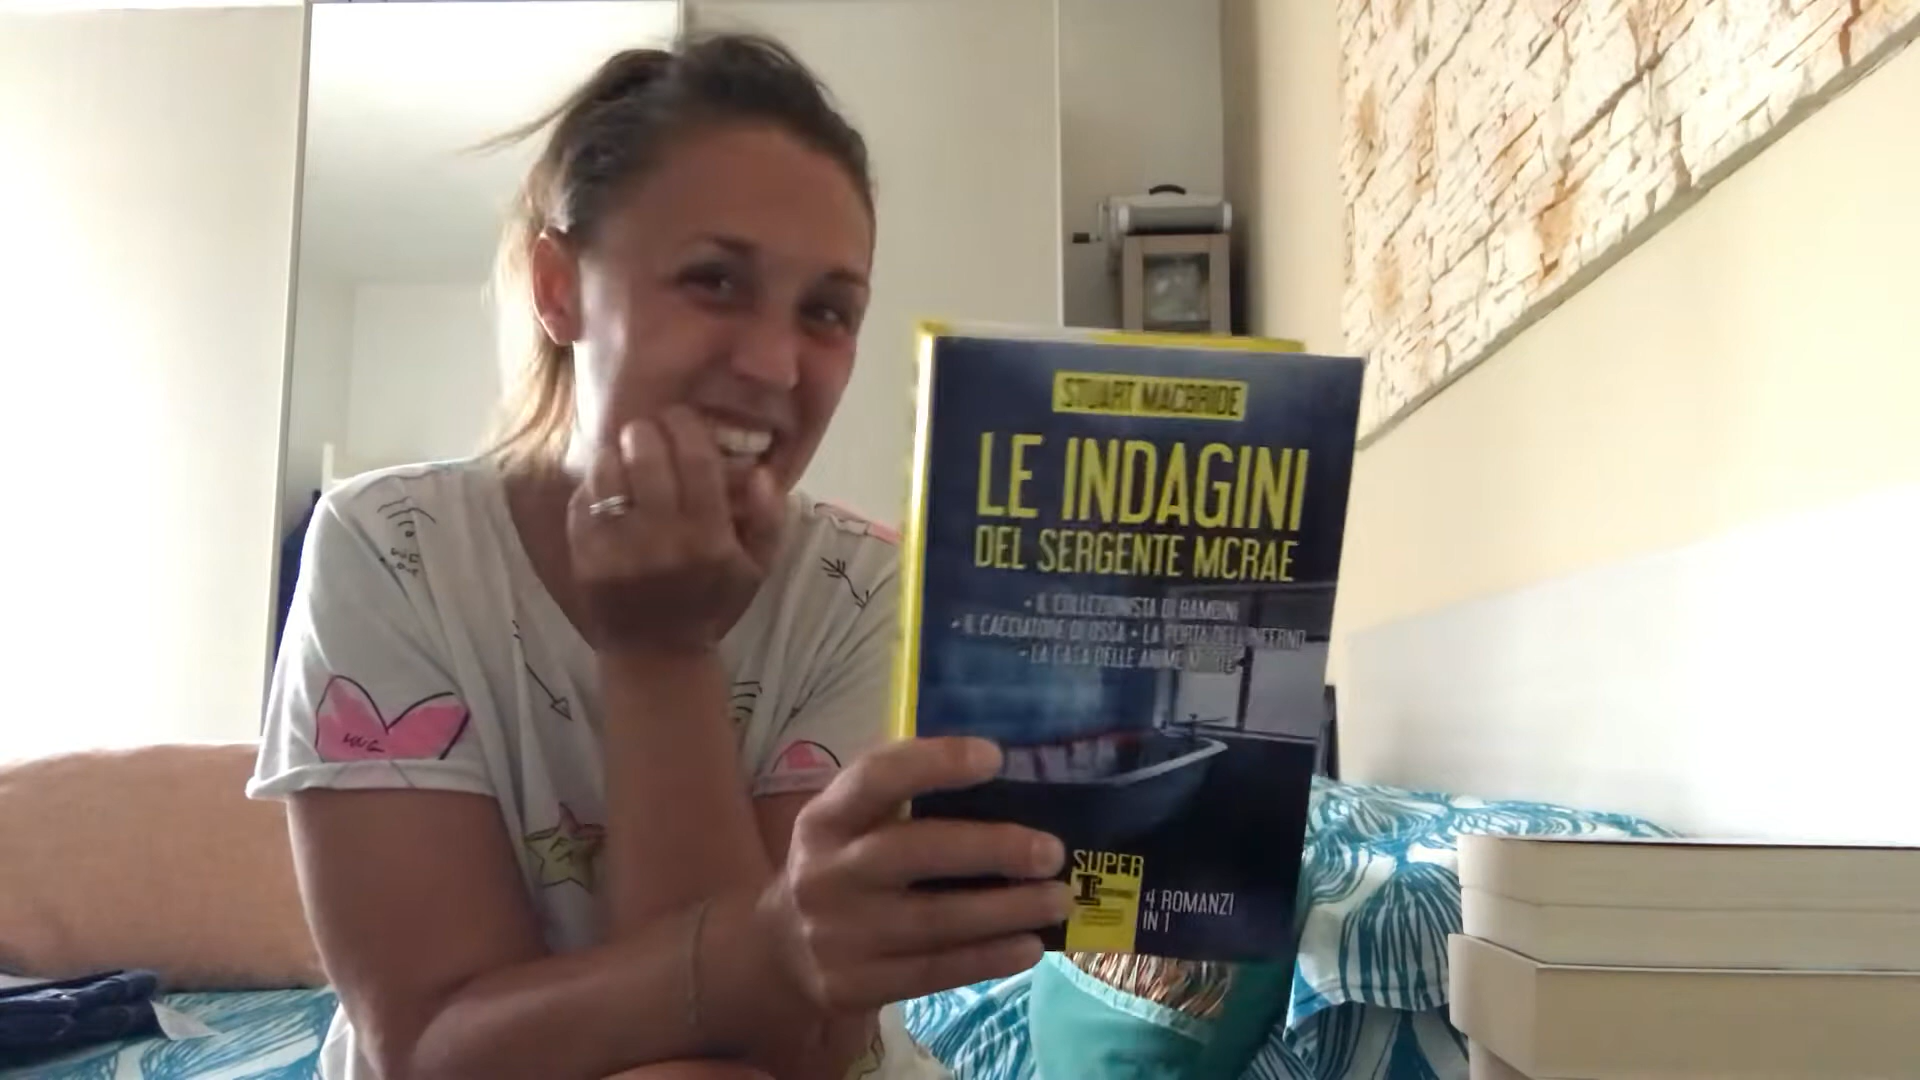 STUART MACBRIDE
LE INDAGINI
DEL SERGENTE MCRAE
• IL COLLEZIONISTA DI BAMBINI
• IL CACCIATORE DI OSSA • LA PORTA DELL'INFERNO
• LA CASA DELLE ANIME MORTE
SUPER
4 ROMANZI
IN 1